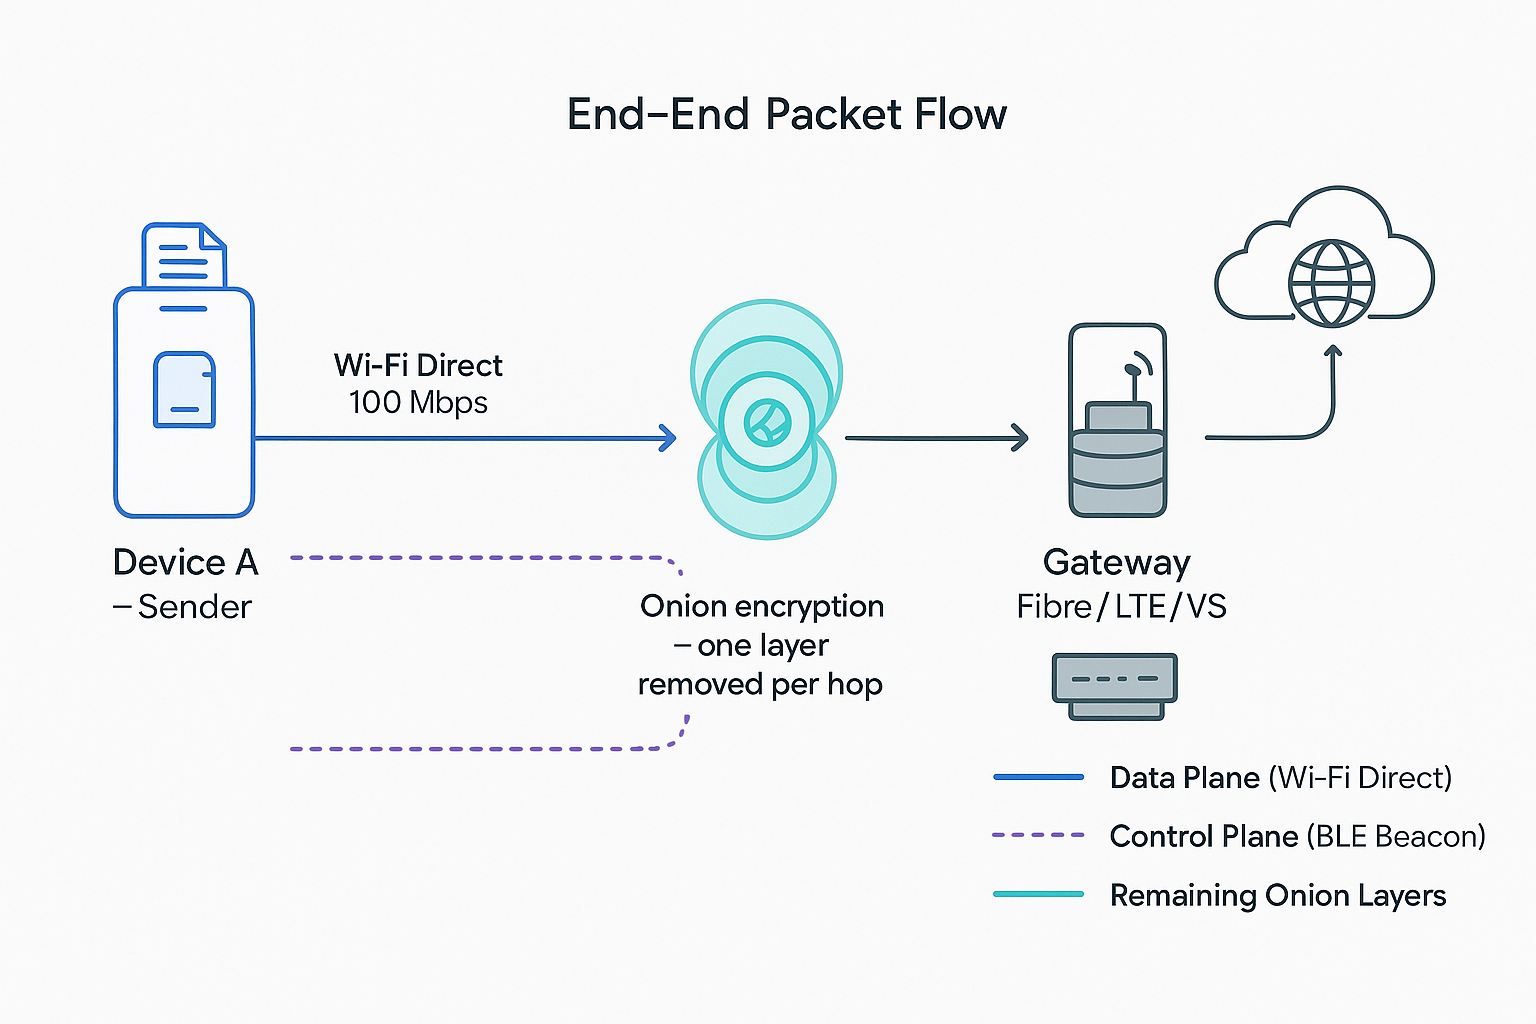 End–End Packet Flow
Wi-Fi Direct
100 Mbps
Device A
– Sender
Onion encryption
– one layer
removed per hop
Gateway
Fibre / LTE / VS
Data Plane (Wi-Fi Direct)
Control Plane (BLE Beacon)
Remaining Onion Layers